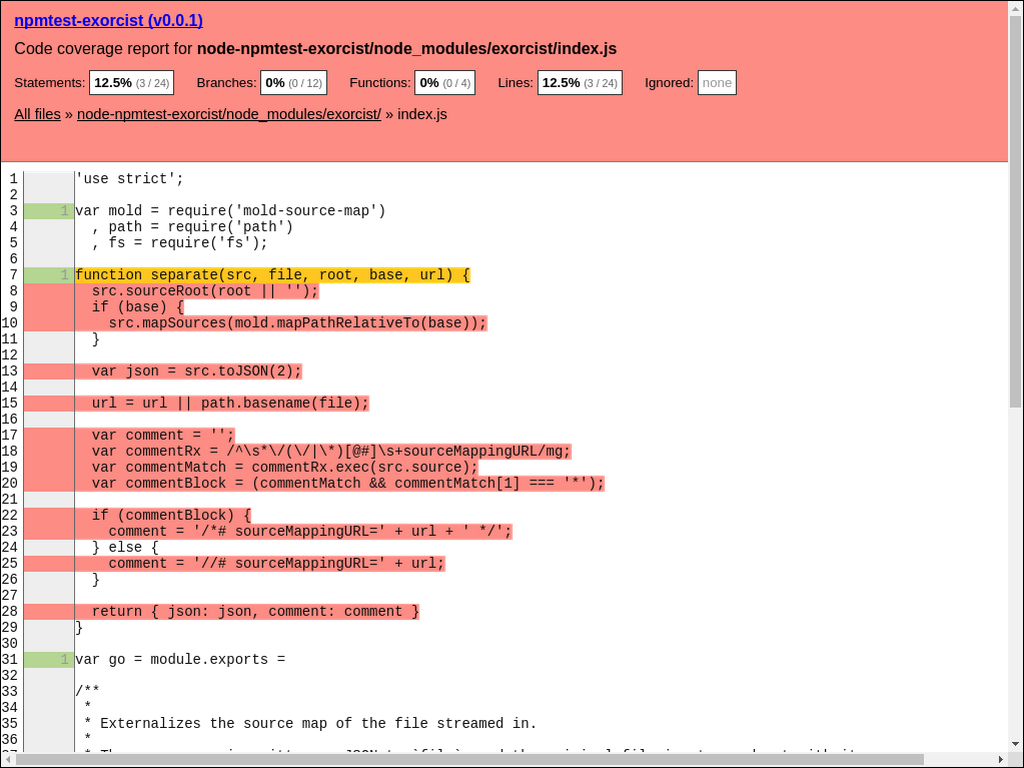 npmtest-exorcist (v0.0.1)
Code coverage report for node-npmtest-exorcist/node_modules/exorcist/index.js
Statements: 12.5% (3 / 24) Branches: 0% (0 / 12) Functions: 0% (0 / 4) Lines: 12.5% (3 / 24) Ignored: none
All files » node-npmtest-exorcist/node_modules/exorcist/ » index.js
1 'use strict';
2
3 1 var mold = require('mold-source-map')
4   , path = require('path')
5   , fs = require('fs');
6
7 1 function separate(src, file, root, base, url) {
8   src.sourceRoot(root || '');
9   if (base) {
10     src.mapSources(mold.mapPathRelativeTo(base));
11   }
12
13   var json = src.toJSON(2);
14
15   url = url || path.basename(file);
16
17   var comment = '';
18   var commentRx = /^\s*\/(\/|\*)[@#]\s+sourceMappingURL/mg;
19   var commentMatch = commentRx.exec(src.source);
20   var commentBlock = (commentMatch && commentMatch[1] === '*');
21
22   if (commentBlock) {
23     comment = '/*# sourceMappingURL=' + url + ' */';
24   } else {
25     comment = '//# sourceMappingURL=' + url;
26   }
27
28   return { json: json, comment: comment }
29 }
30
31 1 var go = module.exports =
32
33 /**
34  *
35  * Externalizes the source map of the file streamed in.
36  *